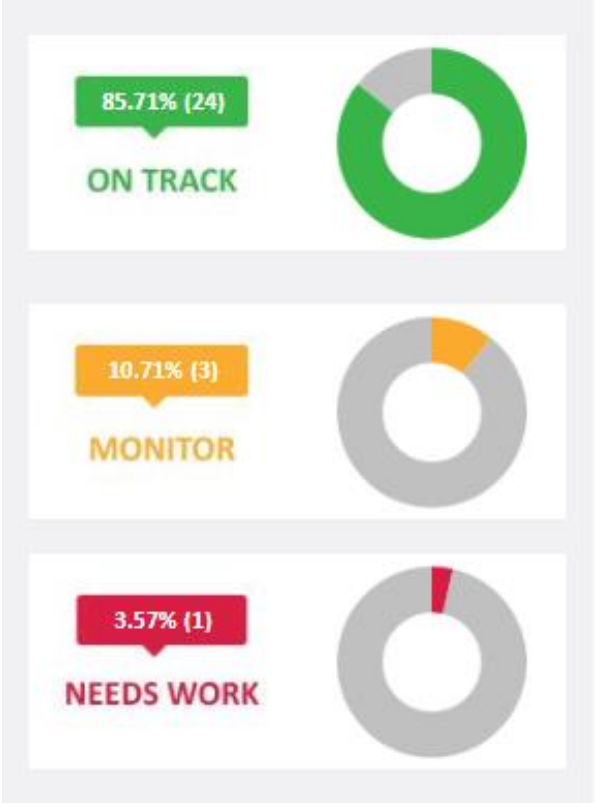 85.71% (24)
ON TRACK
10.71% (3)
MONITOR
3.57% (1)
NEEDS WORK